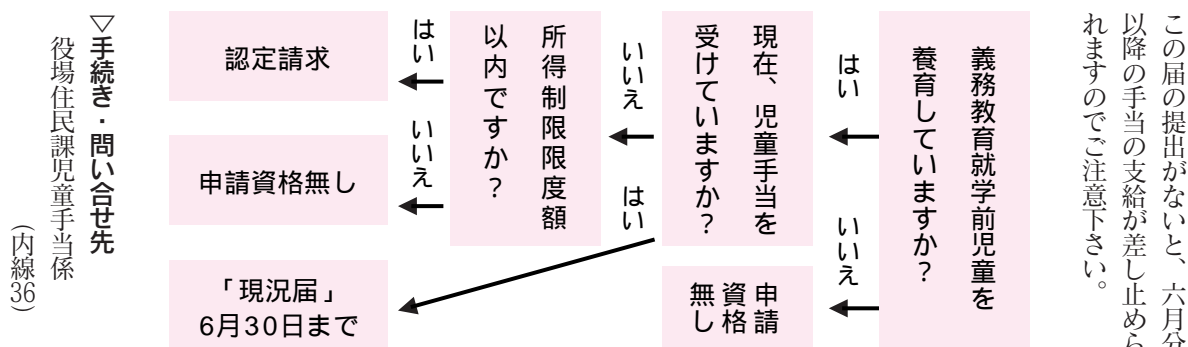 この届の提出がないと、六月分
以降の手当の支給が差し止めら
れますのでご注意下さい。
義務教育就学前児童を
養育していますか？
はい
いいえ
現在、児童手当を
受けていますか？
申請
資格
無し
いいえ
はい
所得制限限度額
以内ですか？
はい
いいえ
認定請求
申請資格無し
「現況届」
6月30日まで
▽手続き・問い合せ先
役場住民課児童手当係
（内線36）